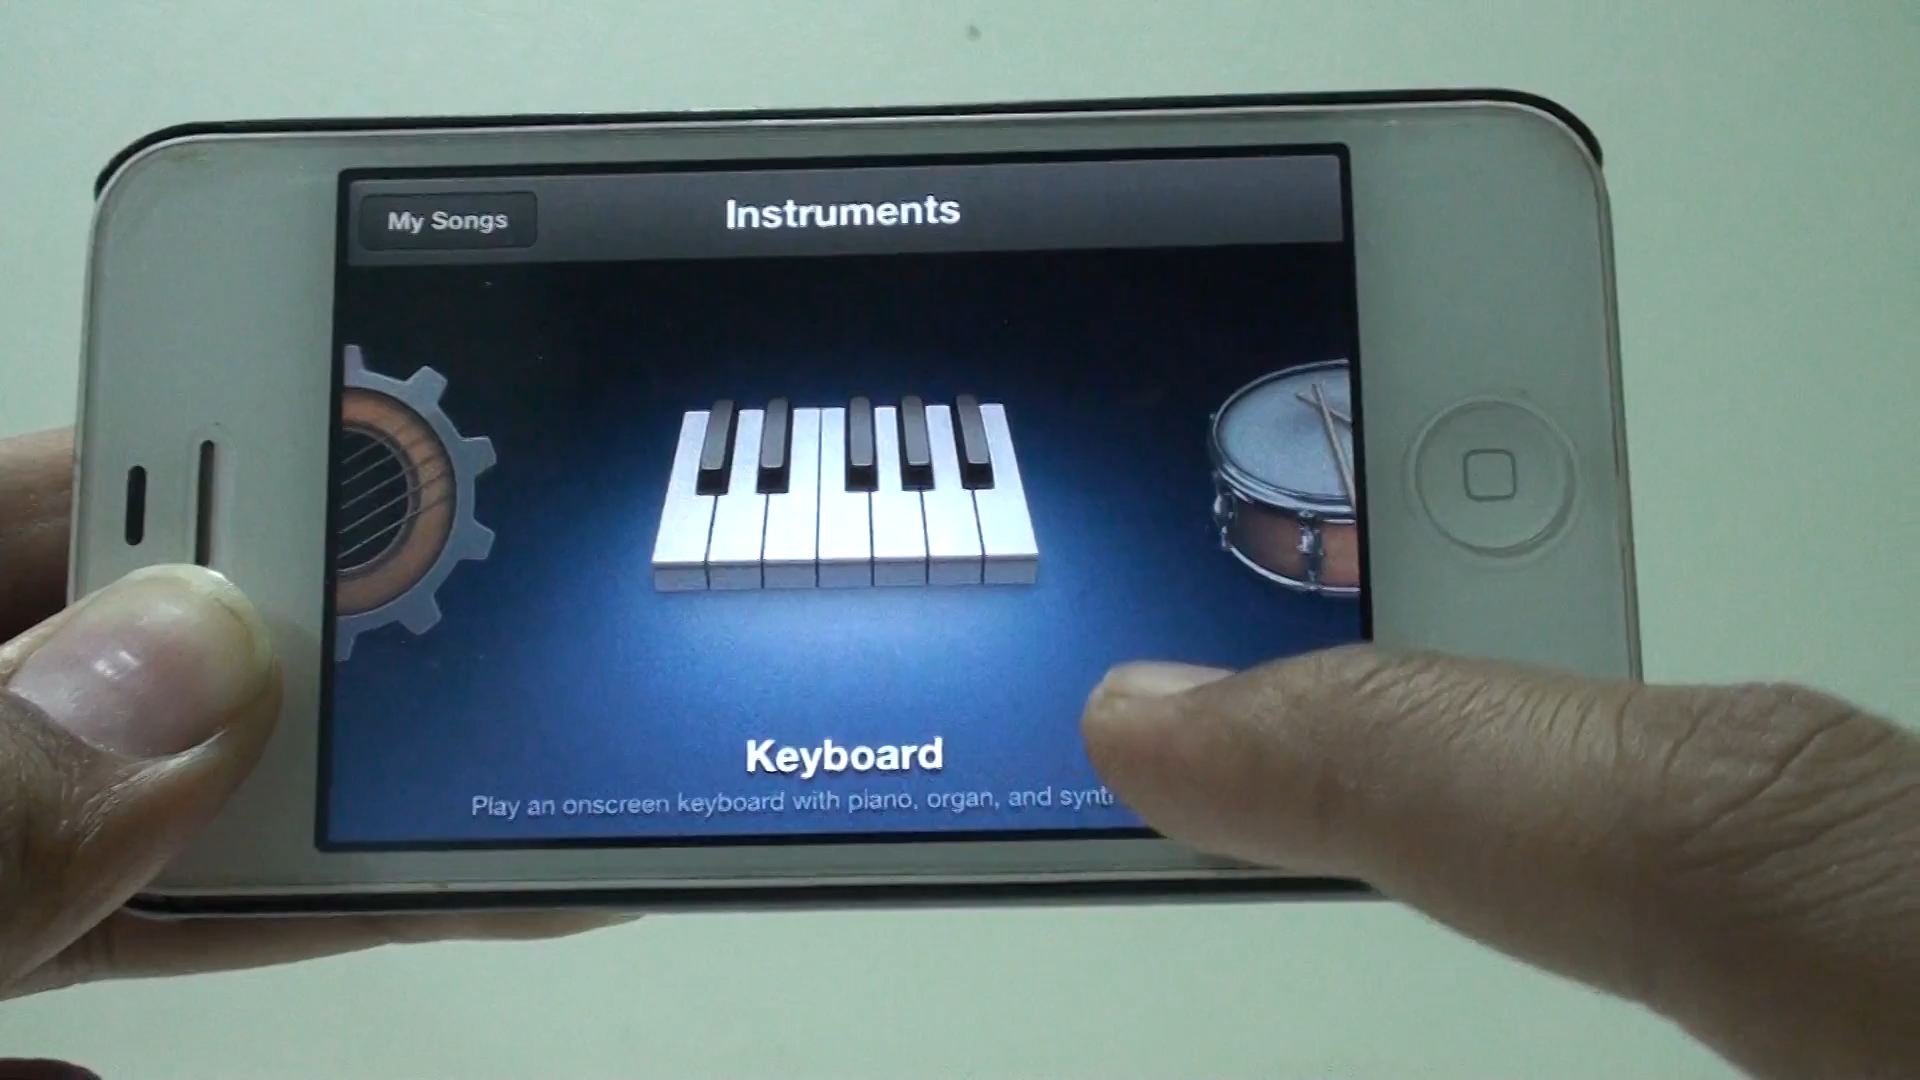 My Songs
Instruments
Keyboard
Play an onscreen keyboard with piano, organ, and